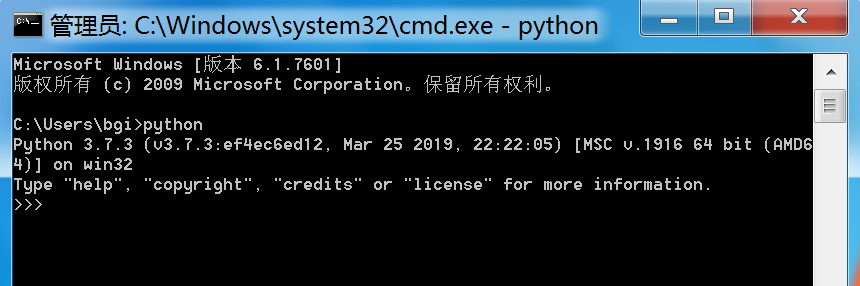 管理员: C:\Windows\system32\cmd.exe - python
Microsoft Windows [版本 6.1.7601]
版权所有 (c) 2009 Microsoft Corporation。保留所有权利。
C:\Users\bgi>python
Python 3.7.3 (v3.7.3:ef4ec6ed12, Mar 25 2019, 22:22:05) [MSC v.1916 64 bit (AMD6
4)] on win32
Type "help", "copyright", "credits" or "license" for more information.
>>>